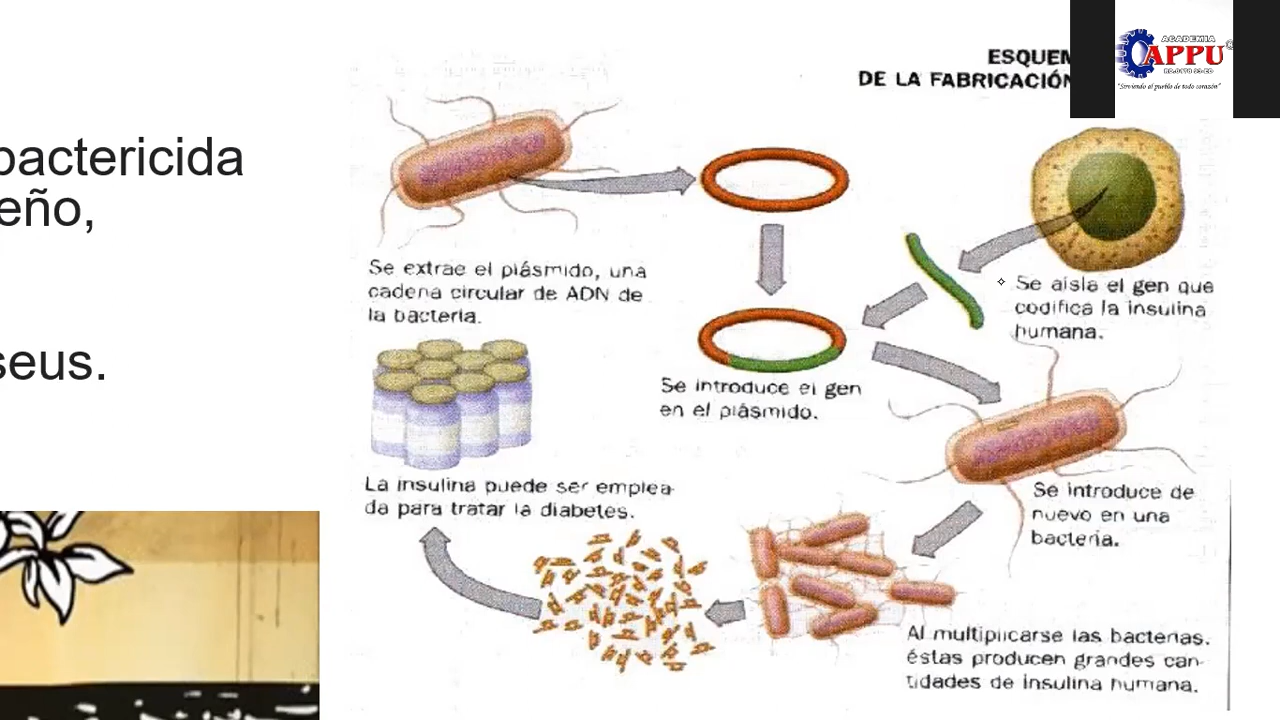 bactericida
eño,
seus.
ESQUEM
DE LA FABRICACIÓN
ACADEMIA
CAPPU
"Sirviendo al pueblo de todo corazón"
Se extrae el plásmido, una
cadena circular de ADN de
la bacteria.
Se aísla el gen que
codifica la insulina
humana.
Se introduce el gen
en el plásmido.
Se introduce de
nuevo en una
bacteria.
La insulina puede ser emplea-
da para tratar la diabetes.
Al multiplicarse las bacterias.
éstas producen grandes can-
tidades de insulina humana.